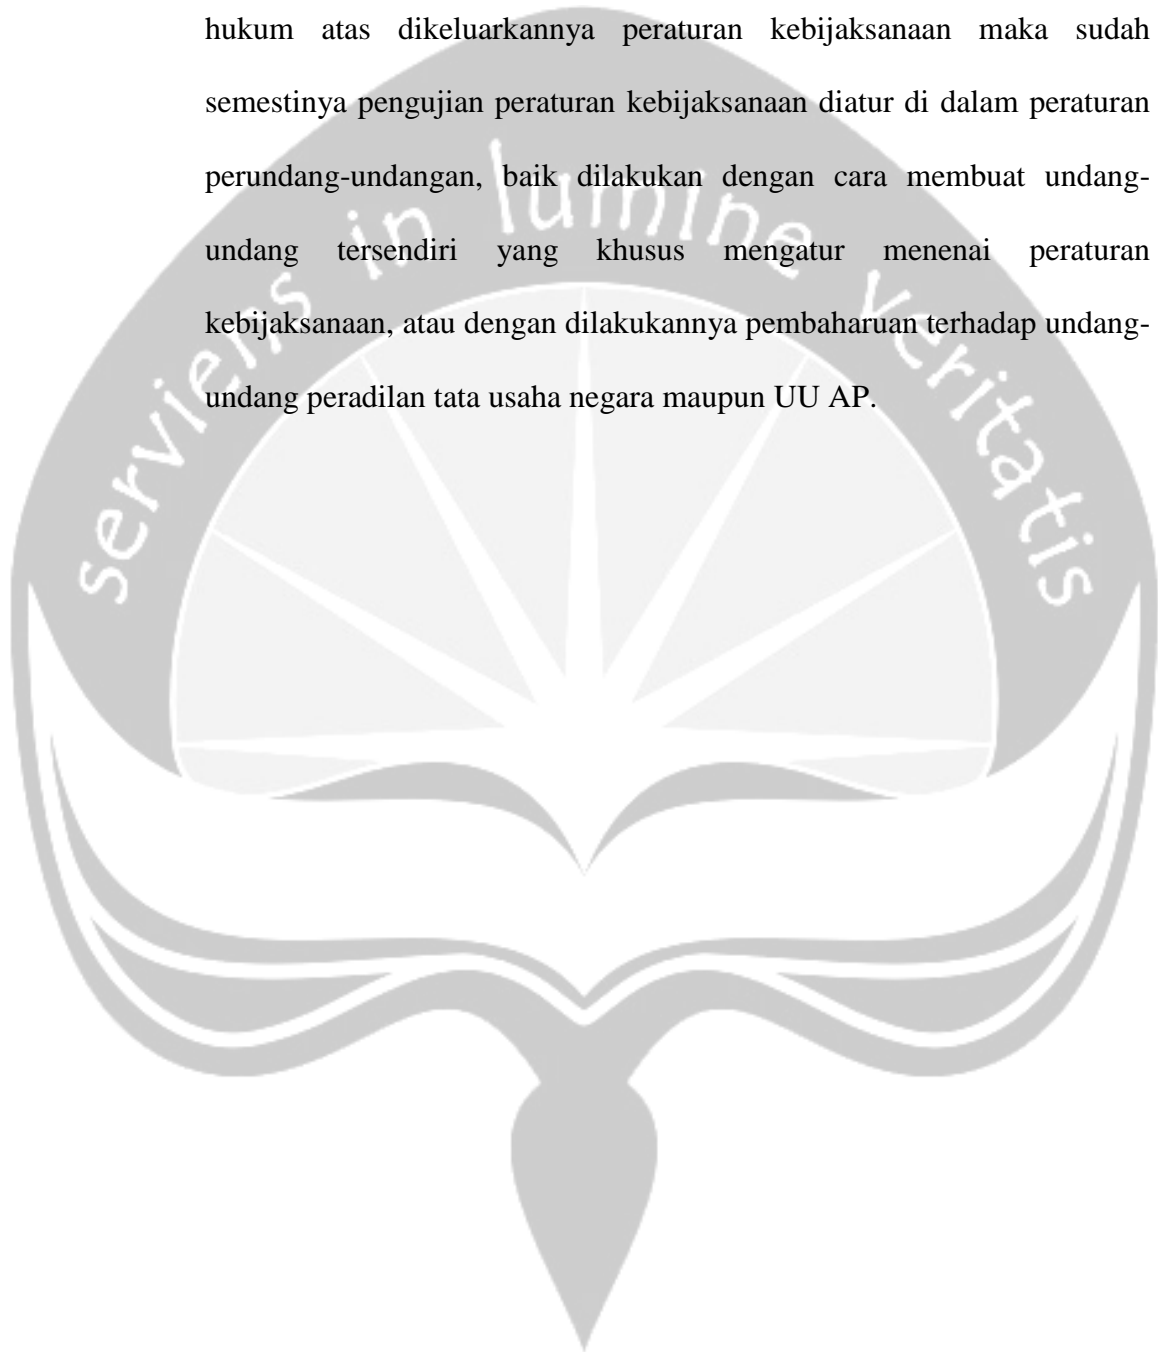 hukum atas dikeluarkannya peraturan kebijaksanaan maka sudah
semestinya pengujian peraturan kebijaksanaan diatur di dalam peraturan
perundang-undangan, baik dilakukan dengan cara membuat undang-
undang tersendiri yang khusus mengatur menenai peraturan
kebijaksanaan, atau dengan dilakukannya pembaharuan terhadap undang-
undang peradilan tata usaha negara maupun UU AP.
serviens in lumine veritatis